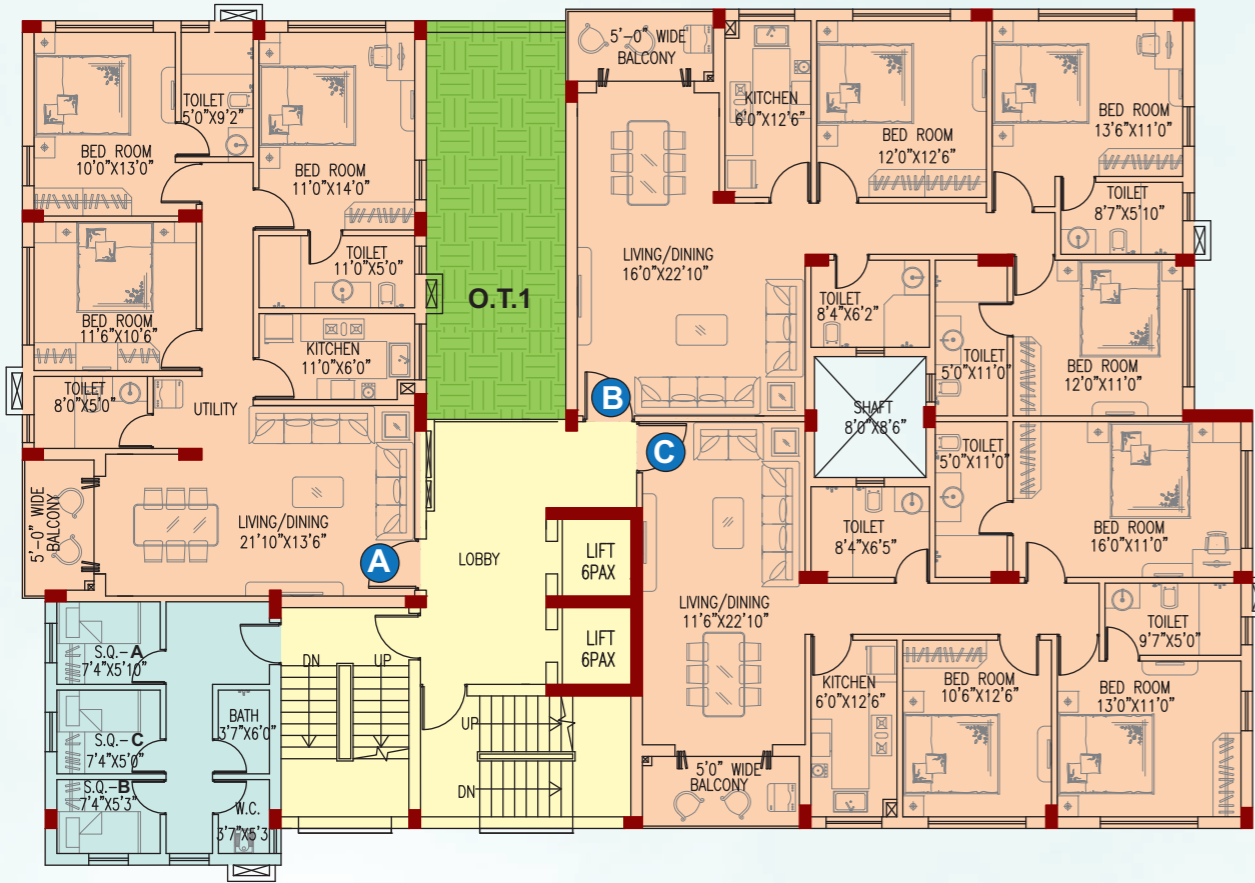 BED ROOM
10'0"X13'0"
TOILET
5'0"X9'2"
BED ROOM
11'0"X14'0"
TOILET
11'0"X5'0"
BED ROOM
11'6"X10'6"
KITCHEN
11'0"X6'0"
TOILET
8'0"X5'0"
UTILITY
5'-0" WIDE
BALCONY
LIVING/DINING
21'10"X13'6"
A
O.T.1
5'-0" WIDE
BALCONY
KITCHEN
6'0"X12'6"
BED ROOM
12'0"X12'6"
BED ROOM
13'6"X11'0"
TOILET
8'7"X5'10"
LIVING/DINING
16'0"X22'10"
TOILET
8'4"X6'2"
TOILET
5'0"X11'0"
BED ROOM
12'0"X11'0"
B
SHAFT
8'0"X8'6"
C
TOILET
5'0"X11'0"
BED ROOM
16'0"X11'0"
TOILET
8'4"X6'5"
LOBBY
LIFT
6PAX
LIFT
6PAX
LIVING/DINING
11'6"X22'10"
TOILET
9'7"X5'0"
KITCHEN
6'0"X12'6"
BED ROOM
10'6"X12'6"
BED ROOM
13'0"X11'0"
5'0" WIDE
BALCONY
S.Q.-A
7'4"X5'10"
S.Q.-C
7'4"X5'0"
S.Q.-B
7'4"X5'3"
BATH
3'7"X6'0"
W.C.
3'7"X5'3
DN
UP
UP
DN